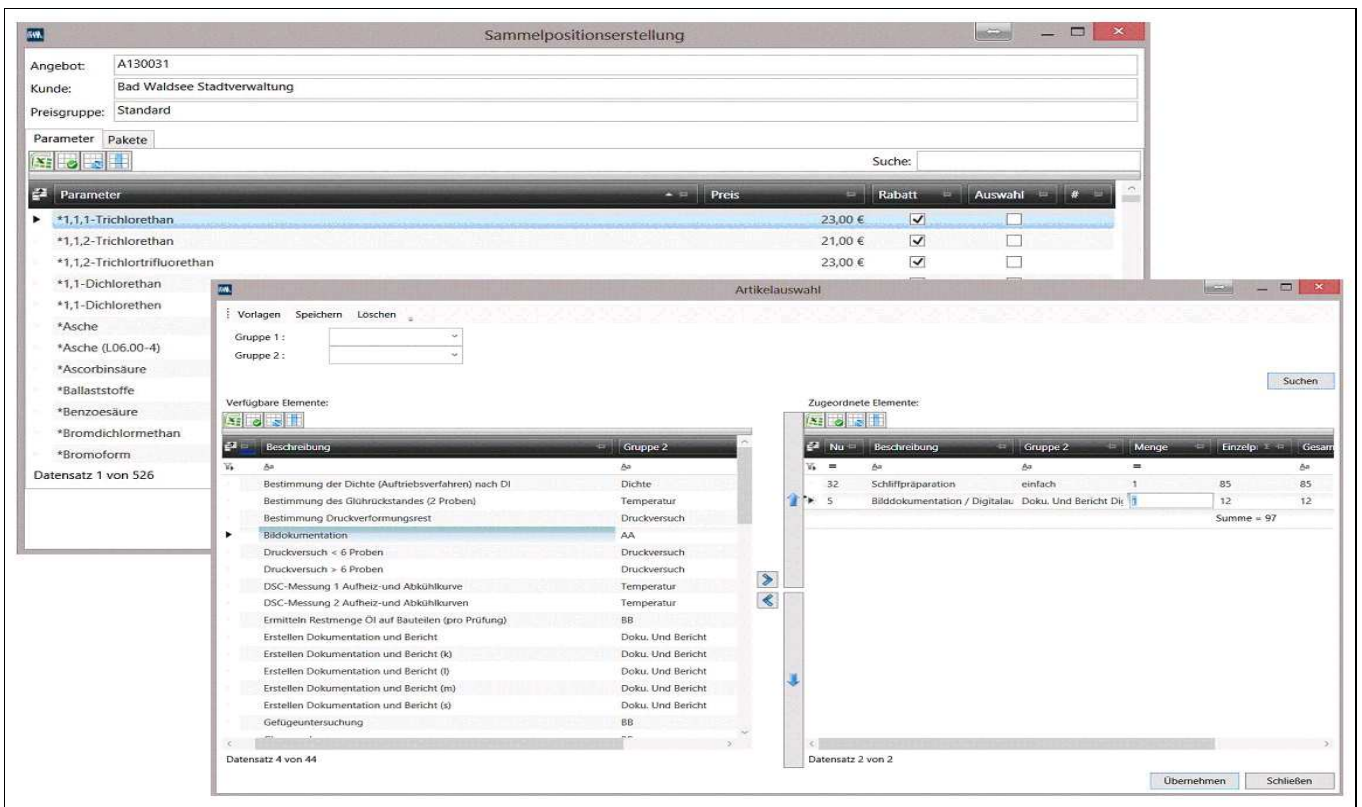 Sammelpositionserstellung
Angebot: A130031
Kunde: Bad Waldsee Stadtverwaltung
Preisgruppe: Standard
Parameter Pakete
Suche:
Parameter Preis Rabatt Auswahl #
*1,1,1-Trichlorethan 23,00 €
*1,1,2-Trichlorethan 21,00 €
*1,1,2-Trichlortrifluorethan 23,00 €
*1,1-Dichlorethan
*1,1-Dichlorethen
*Asche
*Asche (L06.00-4)
*Ascorbinsäure
*Ballaststoffe
*Benzoesäure
*Bromdichlormethan
*Bromoform
Datensatz 1 von 526
Artikelauswahl
Vorlagen Speichern Löschen
Gruppe 1 :
Gruppe 2 :
Suchen
Verfügbare Elemente:
Beschreibung Gruppe 2
Aa Aa
Bestimmung der Dichte (Auftriebsverfahren) nach DI Dichte
Bestimmung des Glührückstandes (2 Proben) Temperatur
Bestimmung Druckverformungsrest Druckversuch
Bildokumentation AA
Druckversuch < 6 Proben Druckversuch
Druckversuch > 6 Proben Druckversuch
DSC-Messung 1 Aufheiz-und Abkühlkurve Temperatur
DSC-Messung 2 Aufheiz-und Abkühlkurven Temperatur
Ermitteln Restmenge Öl auf Bauteilen (pro Prüfung) BB
Erstellen Dokumentation und Bericht Doku. Und Bericht
Erstellen Dokumentation und Bericht (k) Doku. Und Bericht
Erstellen Dokumentation und Bericht (l) Doku. Und Bericht
Erstellen Dokumentation und Bericht (m) Doku. Und Bericht
Erstellen Dokumentation und Bericht (s) Doku. Und Bericht
Gefügeuntersuchung BB
Datensatz 4 von 44
Zugeordnete Elemente:
Nu Beschreibung Gruppe 2 Menge Einzelp Σ Gesam
= Aa Aa = Aa
32 Schliffpräparation einfach 1 85 85
5 Bilddokumentation / Digitalau Doku. Und Bericht Dig 1 12 12
Summe = 97
Datensatz 2 von 2
Übernehmen Schließen